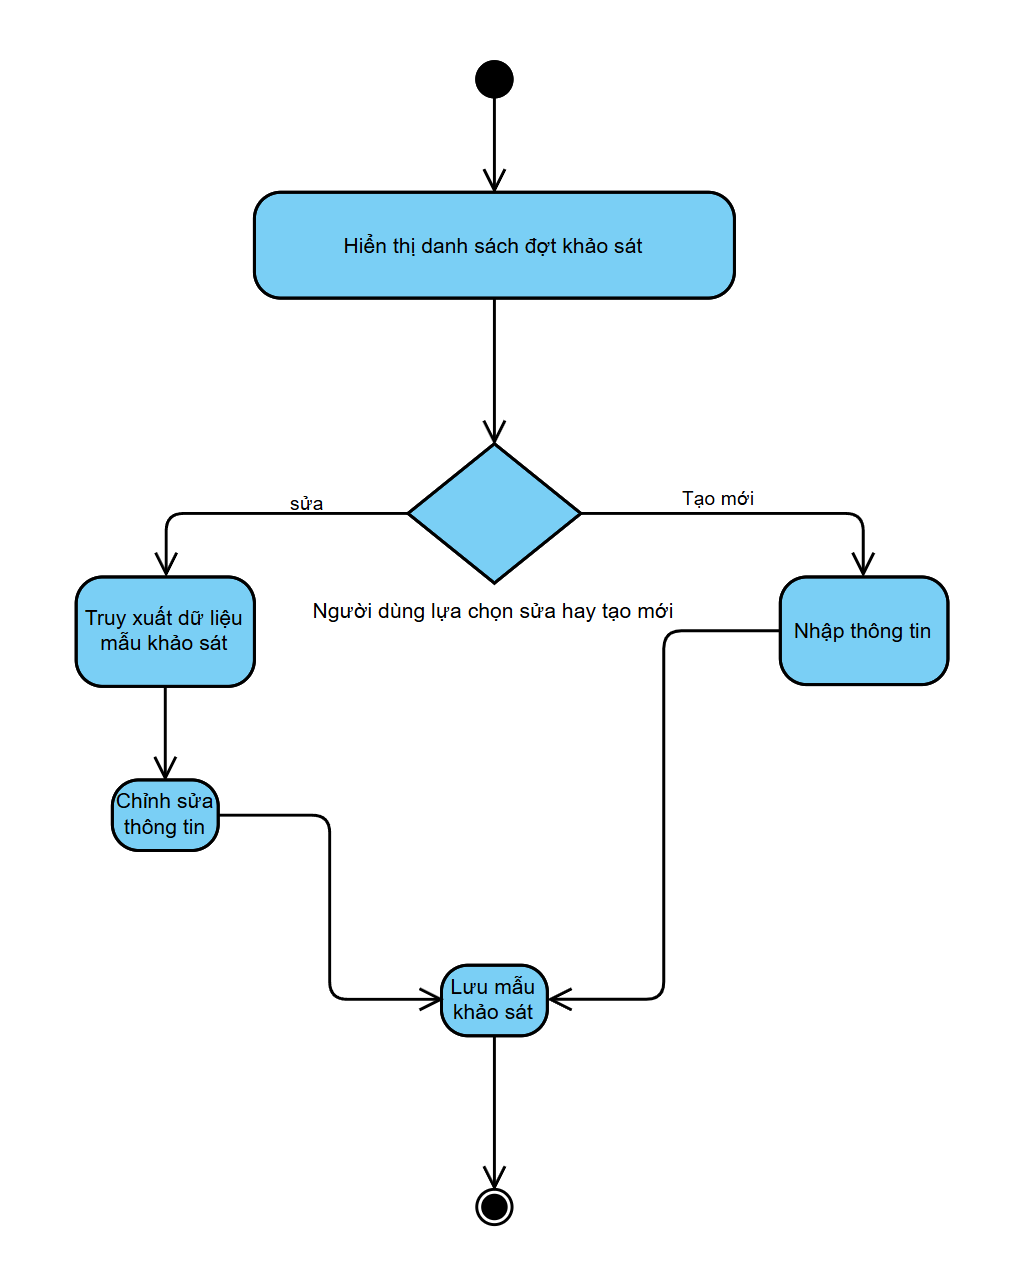 Hiển thị danh sách đợt khảo sát
sửa
Tạo mới
Người dùng lựa chọn sửa hay tạo mới
Truy xuất dữ liệu
mẫu khảo sát
Nhập thông tin
Chỉnh sửa
thông tin
Lưu mẫu
khảo sát